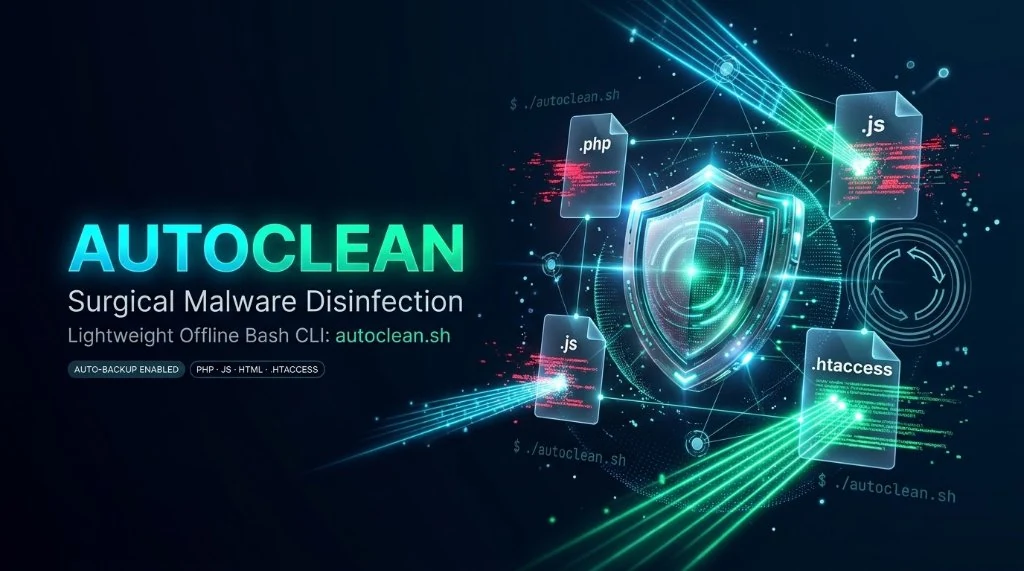 AUTOCLEAN
Surgical Malware Disinfection
Lightweight Offline Bash CLI: autoclean.sh
AUTO-BACKUP ENABLED
PHP · JS · HTML · .HTACCESS
$ ./autoclean.sh
.php
.js
.js
.htaccess
$ ./autoclean.sh
$ ./autoclean.sh